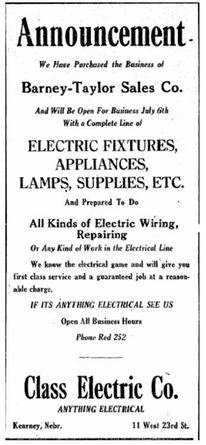 Announcement
We Have Purchased the Business of
Barney-Taylor Sales Co.
And Will Be Open For Business July 6th
With a Complete Line of
ELECTRIC FIXTURES,
APPLIANCES,
LAMPS, SUPPLIES, ETC.
And Prepared To Do
All Kinds of Electric Wiring,
Repairing
Or Any Kind of Work in the Electrical Line
We know the electrical game and will give you
first class service and a guaranteed job at a reason-
able charge.
IF ITS ANYTHING ELECTRICAL SEE US
Open All Business Hours
Phone Red 252
Class Electric Co.
ANYTHING ELECTRICAL
Kearney, Nebr. 11 West 23rd St.